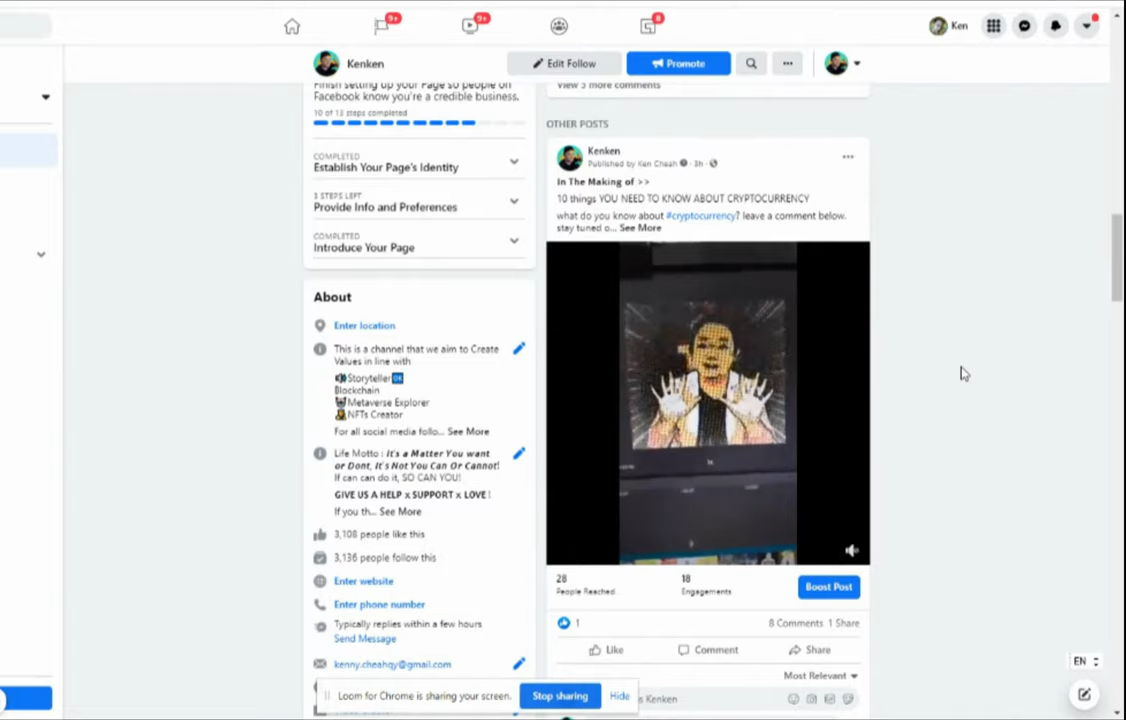 9+
9+
8
Ken
Kenken
Edit Follow
Promote
Finish setting up your Page so people on
Facebook know you're a credible business.
10 of 13 steps completed
COMPLETED
Establish Your Page's Identity
3 STEPS LEFT
Provide Info and Preferences
COMPLETED
Introduce Your Page
About
Enter location
This is a channel that we aim to Create
Values in line with
Storyteller
Blockchain
Metaverse Explorer
NFTs Creator
For all social media follo... See More
Life Motto : It's a Matter You want
or Dont, It's Not You Can Or Cannot!
If can can do it, SO CAN YOU!
GIVE US A HELP x SUPPORT x LOVE !
If you th... See More
3,108 people like this
3,136 people follow this
Enter website
Enter phone number
Typically replies within a few hours
Send Message
kenny.cheahqy@gmail.com
View 3 more comments
OTHER POSTS
Kenken
Published by Ken Cheah · 3h ·
In The Making of >>
10 things YOU NEED TO KNOW ABOUT CRYPTOCURRENCY
what do you know about #cryptocurrency? leave a comment below.
stay tuned o... See More
28
People Reached
18
Engagements
Boost Post
1
8 Comments 1 Share
Like
Comment
Share
Most Relevant
s Kenken
Loom for Chrome is sharing your screen.
Stop sharing
Hide
EN